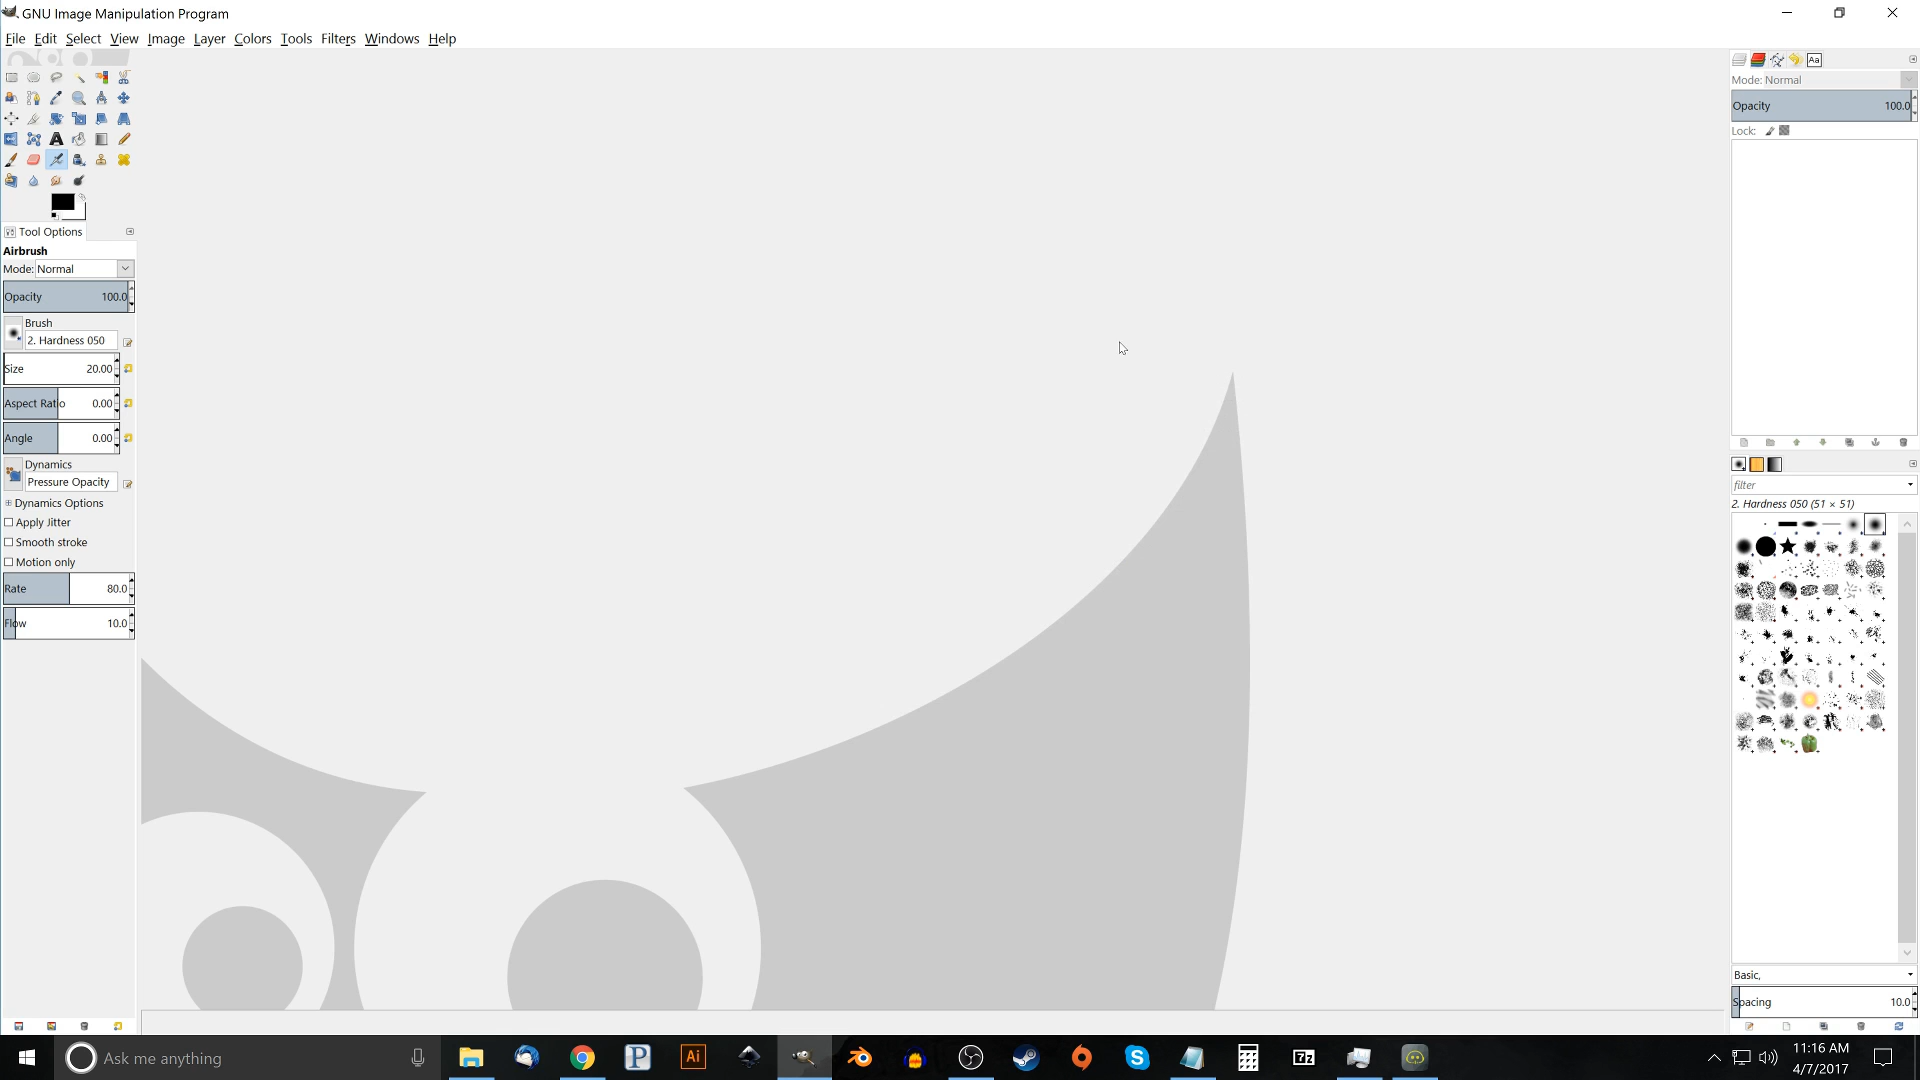 GNU Image Manipulation Program
File Edit Select View Image Layer Colors Tools Filters Windows Help
Tool Options
Airbrush
Mode: Normal
Opacity 100.0
Brush
2. Hardness 050
Size 20.00
Aspect Ratio 0.00
Angle 0.00
Dynamics
Pressure Opacity
Dynamics Options
Apply Jitter
Smooth stroke
Motion only
Rate 80.0
Flow 10.0
Aa
Mode: Normal
Opacity 100.0
Lock:
filter
2. Hardness 050 (51 × 51)
Basic,
Spacing 10.0
Ask me anything
P
Ai
7z
11:16 AM
4/7/2017